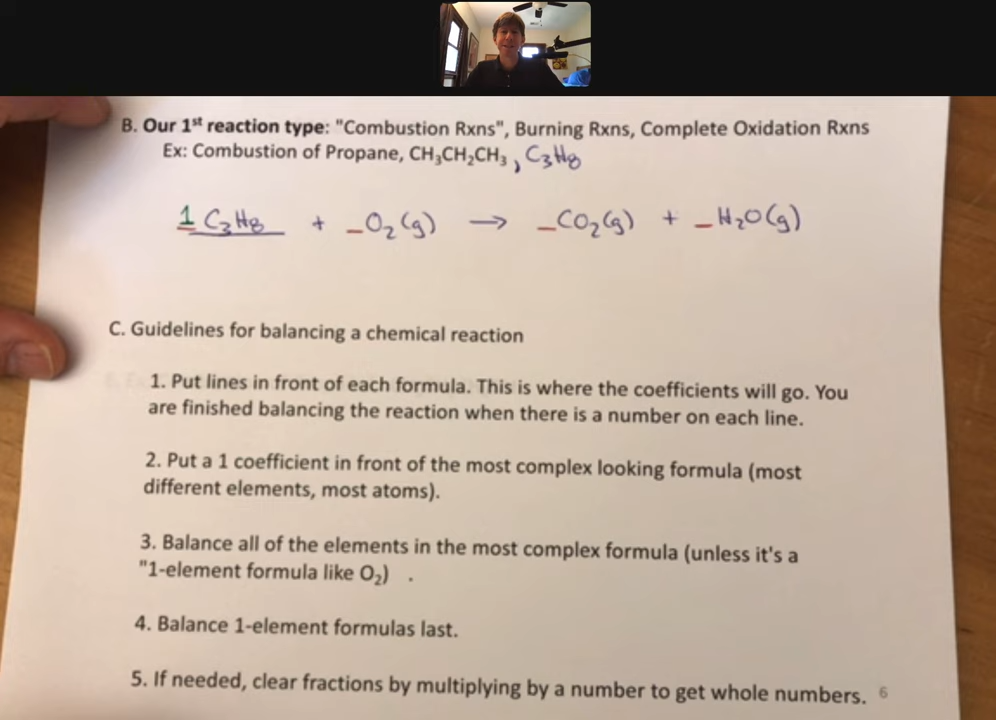 B. Our 1st reaction type: "Combustion Rxns", Burning Rxns, Complete Oxidation Rxns
Ex: Combustion of Propane, CH₃CH₂CH₃, C₃H₈
1 C₃H₈ + _O₂(g) → _CO₂(g) + _H₂O(g)
C. Guidelines for balancing a chemical reaction
1. Put lines in front of each formula. This is where the coefficients will go. You
are finished balancing the reaction when there is a number on each line.
2. Put a 1 coefficient in front of the most complex looking formula (most
different elements, most atoms).
3. Balance all of the elements in the most complex formula (unless it's a
"1-element formula like O₂) .
4. Balance 1-element formulas last.
5. If needed, clear fractions by multiplying by a number to get whole numbers. 6